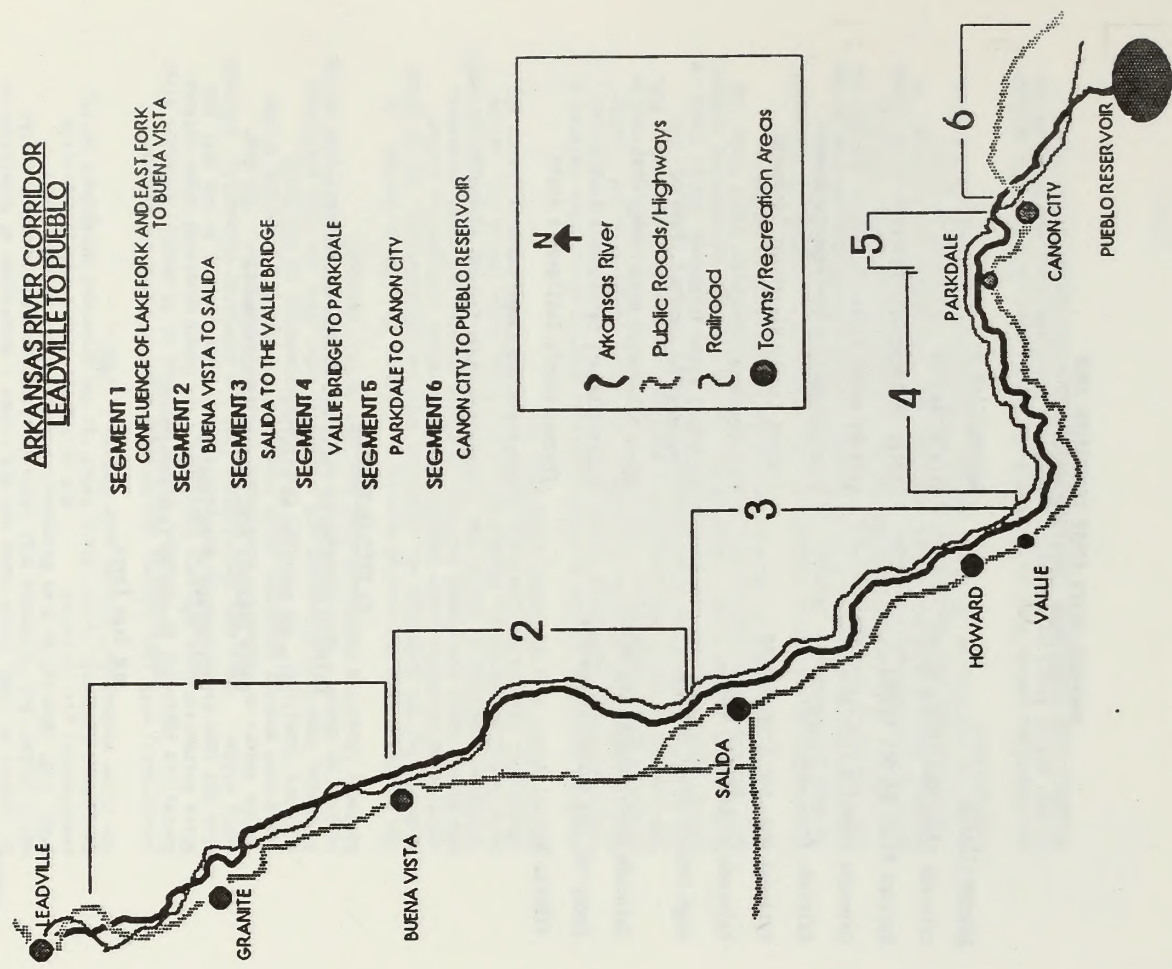 ARKANSAS RIVER CORRIDOR
LEADVILLE TO PUEBLO
SEGMENT 1
CONFLUENCE OF LAKE FORK AND EAST FORK
TO BUENA VISTA
SEGMENT 2
BUENA VISTA TO SALIDA
SEGMENT 3
SALIDA TO THE VALLIE BRIDGE
SEGMENT 4
VALLIE BRIDGE TO PARKDALE
SEGMENT 5
PARKDALE TO CANON CITY
SEGMENT 6
CANON CITY TO PUEBLO RESERVOIR
N
Arkansas River
Public Roads/Highways
Railroad
Towns/Recreation Areas
LEADVILLE
1
GRANITE
BUENA VISTA
2
SALIDA
3
HOWARD
VALLIE
4
PARKDALE
5
CANON CITY
6
PUEBLO RESERVOIR